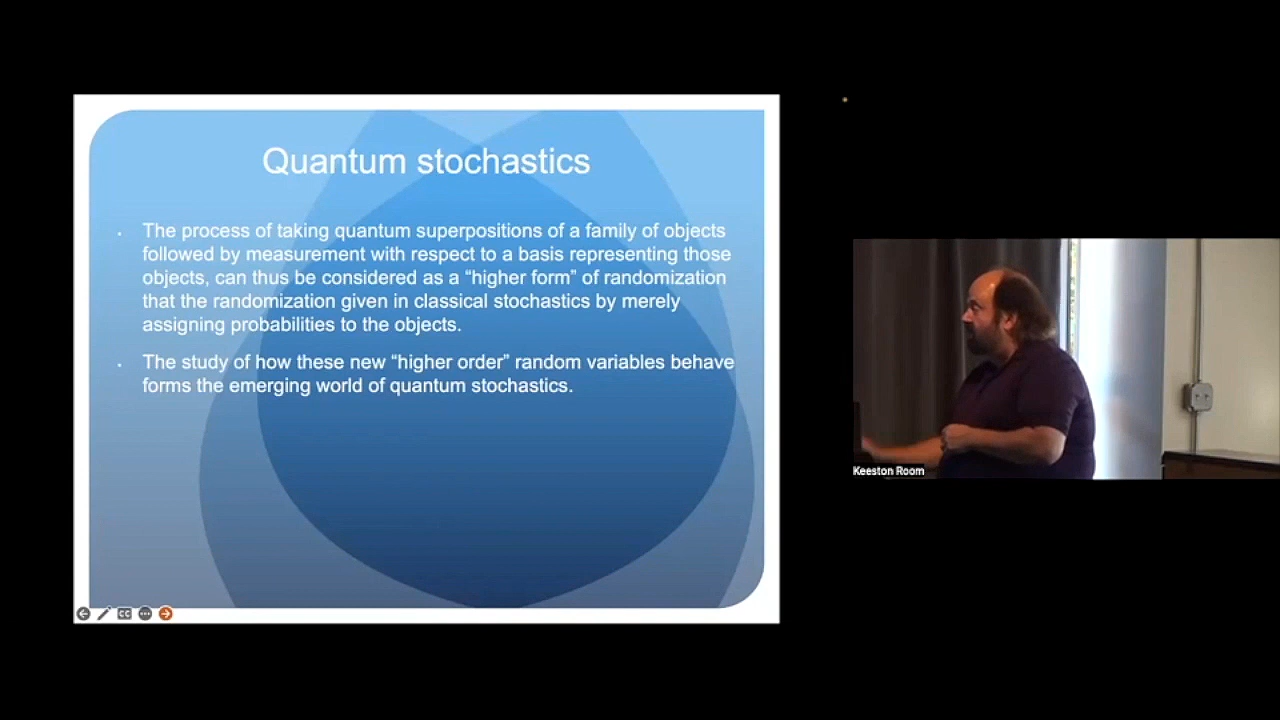 Quantum stochastics
The process of taking quantum superpositions of a family of objects
followed by measurement with respect to a basis representing those
objects, can thus be considered as a “higher form” of randomization
that the randomization given in classical stochastics by merely
assigning probabilities to the objects.
The study of how these new “higher order” random variables behave
forms the emerging world of quantum stochastics.
CC
Keeston Room